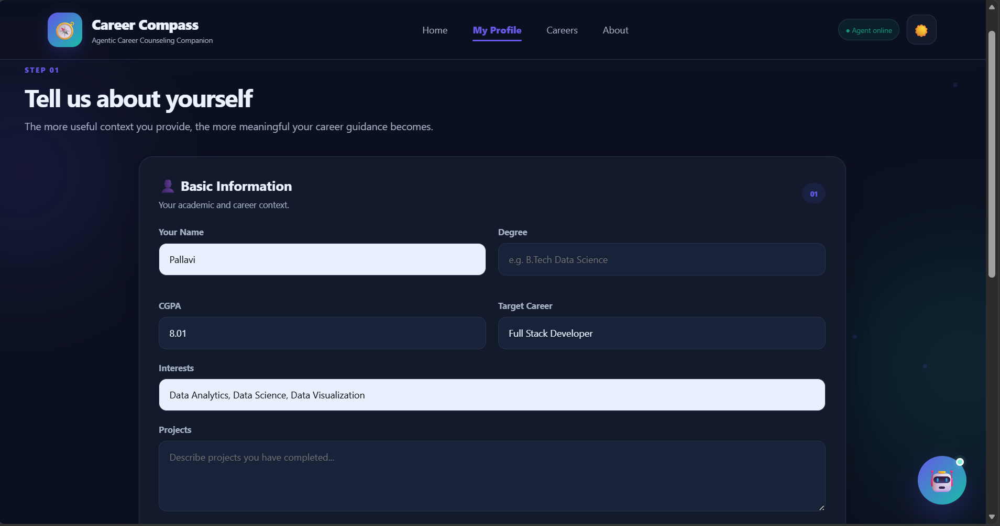 Career Compass
Agentic Career Counseling Companion
Home
My Profile
Careers
About
Agent online
STEP 01
Tell us about yourself
The more useful context you provide, the more meaningful your career guidance becomes.
Basic Information
01
Your academic and career context.
Your Name
Degree
Pallavi
e.g. B.Tech Data Science
CGPA
Target Career
8.01
Full Stack Developer
Interests
Data Analytics, Data Science, Data Visualization
Projects
Describe projects you have completed...